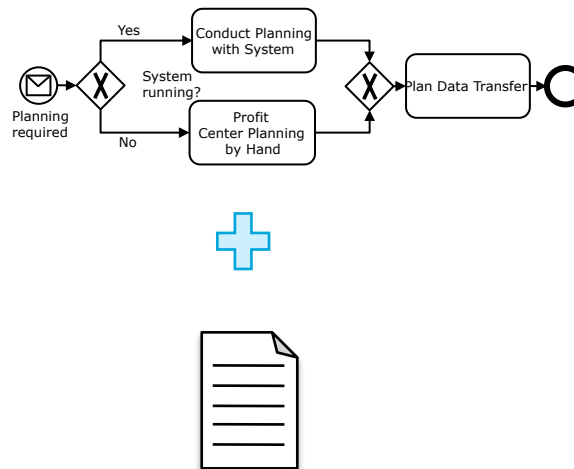 Yes
Conduct Planning
with System
System
running?
Planning
required
Plan Data Transfer
No
Profit
Center Planning
by Hand